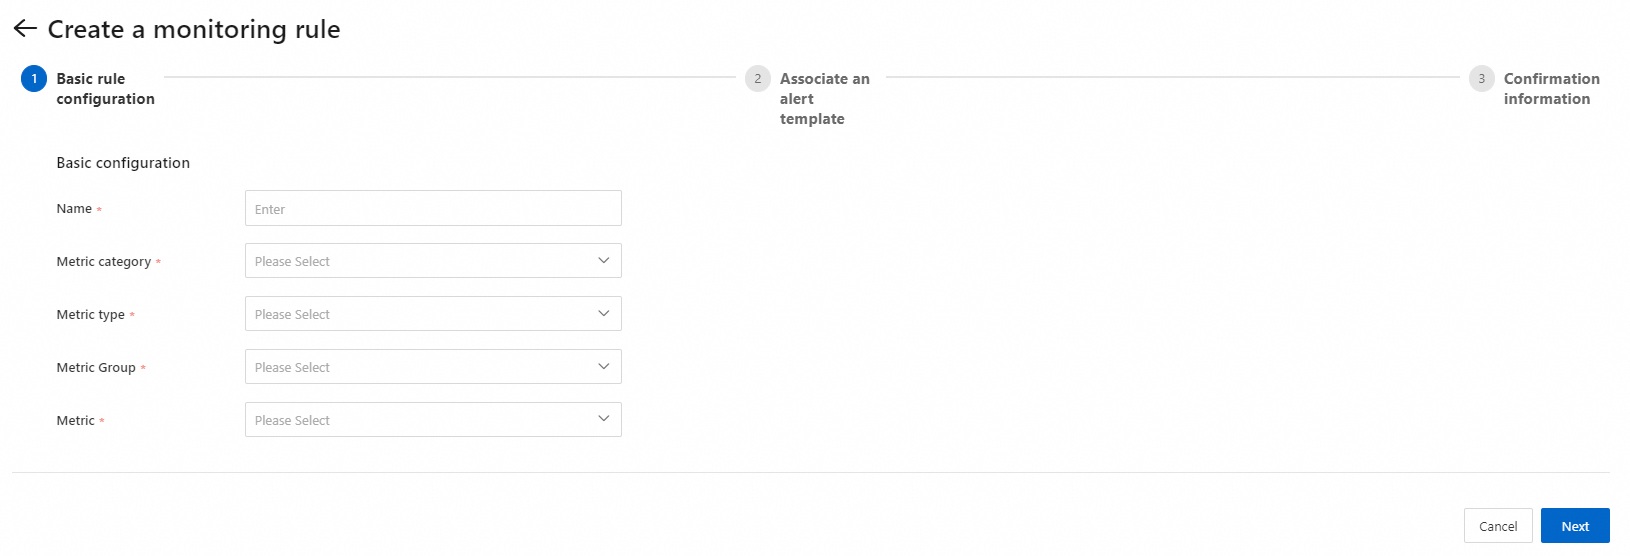 Create a monitoring rule
1 Basic rule
configuration
2 Associate an
alert
template
3 Confirmation
information
Basic configuration
Name *
Enter
Metric category *
Please Select
Metric type *
Please Select
Metric Group *
Please Select
Metric *
Please Select
Cancel
Next